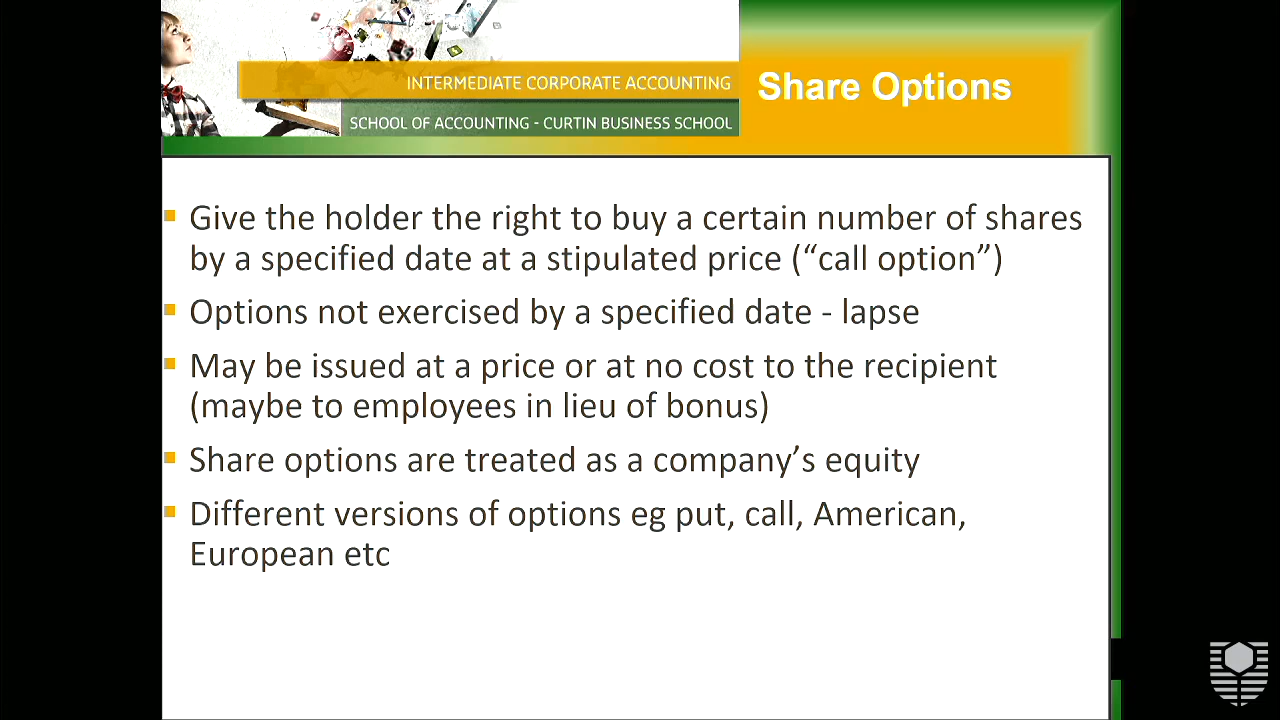 INTERMEDIATE CORPORATE ACCOUNTING
SCHOOL OF ACCOUNTING - CURTIN BUSINESS SCHOOL
Share Options
Give the holder the right to buy a certain number of shares
by a specified date at a stipulated price (“call option”)
Options not exercised by a specified date - lapse
May be issued at a price or at no cost to the recipient
(maybe to employees in lieu of bonus)
Share options are treated as a company’s equity
Different versions of options eg put, call, American,
European etc